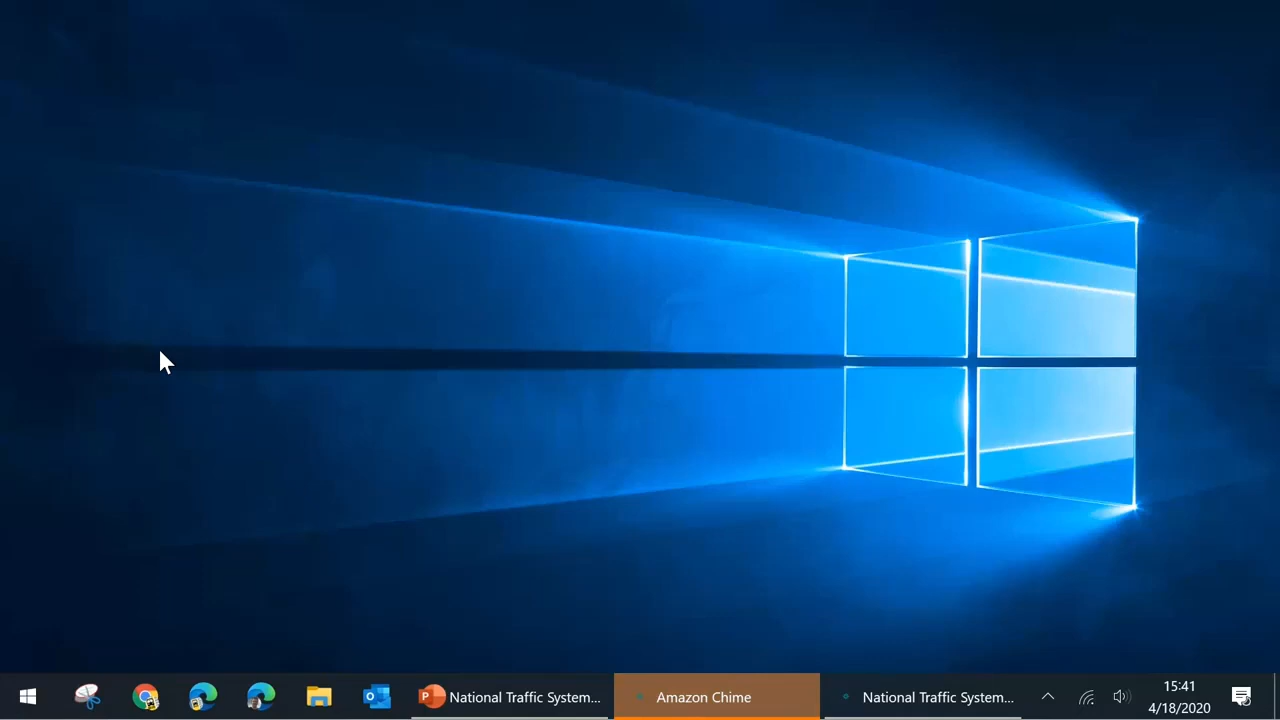 P
National Traffic System...
Amazon Chime
National Traffic System...
15:41
4/18/2020